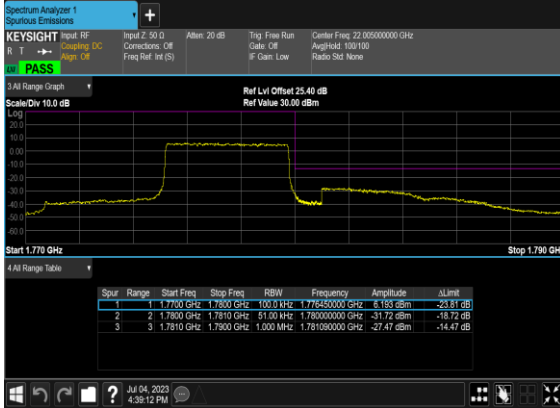 Spectrum Analyzer 1
Spurious Emissions
+
KEYSIGHT Input: RF Input Z: 50 Ω Atten: 20 dB Trig: Free Run Center Freq: 22.005000000 GHz
R T Coupling: DC Corrections: Off Gate: Off Avg|Hold: 100/100
Align: Off Freq Ref: Int (S) IF Gain: Low Radio Std: None
PASS
3 All Range Graph
Ref Lvl Offset 25.40 dB
Scale/Div 10.0 dB Ref Value 30.00 dBm
Log
20.0
10.0
0.00
-10.0
-20.0
-30.0
-40.0
-50.0
-60.0
Start 1.770 GHz Stop 1.790 GH
4 All Range Table
Spur Range Start Freq Stop Freq RBW Frequency Amplitude ΔLimit
1 1 1.7700 GHz 1.7800 GHz 100.0 kHz 1.776450000 GHz 6.193 dBm -23.81 dB
2 2 1.7800 GHz 1.7810 GHz 51.00 kHz 1.780000000 GHz -31.72 dBm -18.72 dB
3 3 1.7810 GHz 1.7900 GHz 1.000 MHz 1.781090000 GHz -27.47 dBm -14.47 dB
? Jul 04, 2023
4:39:12 PM